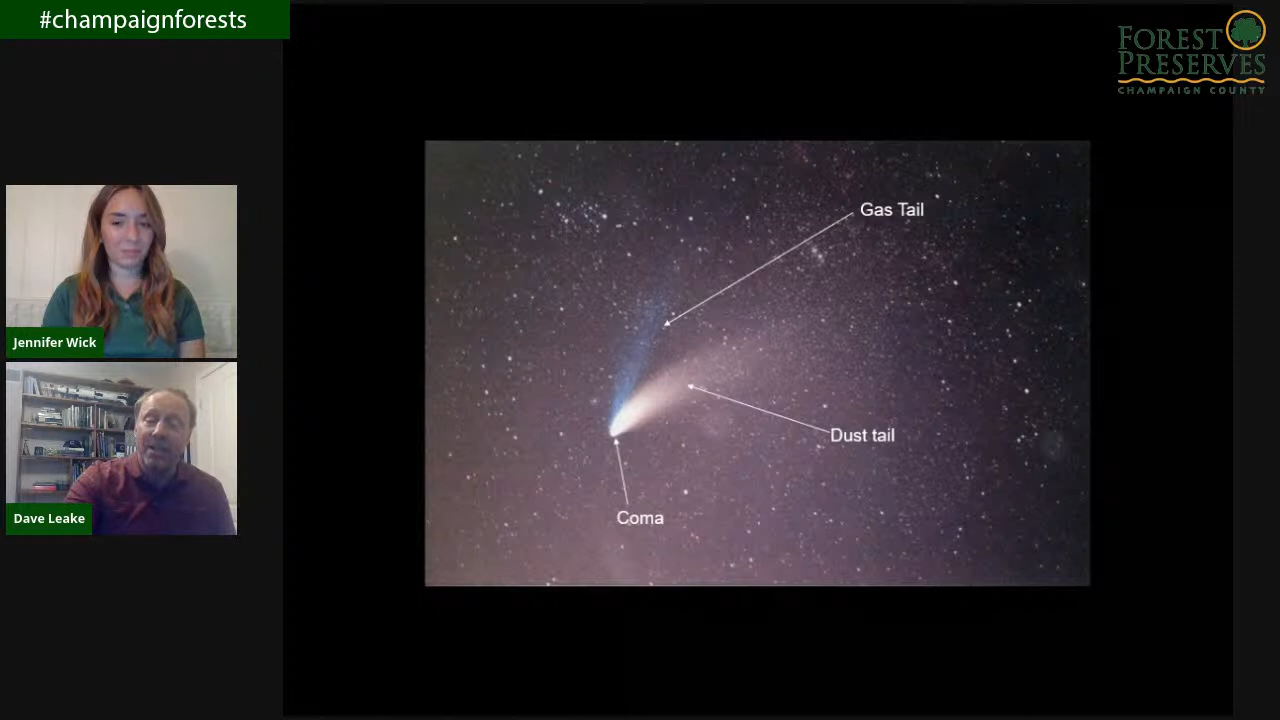 #champaignforests
FOREST
PRESERVES
CHAMPAIGN COUNTY
Gas Tail
Jennifer Wick
Dust tail
Dave Leake
Coma